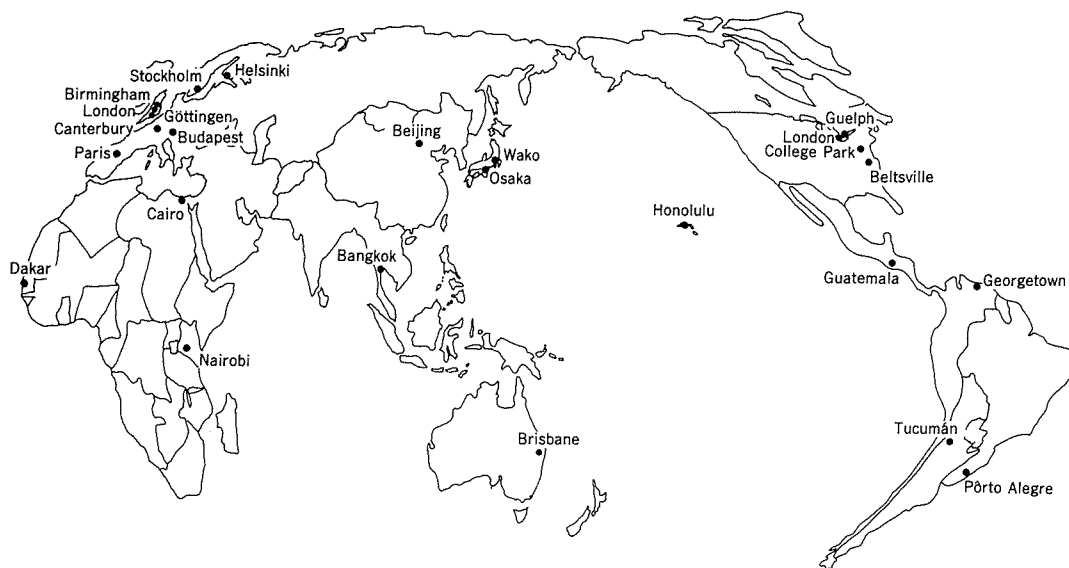 Stockholm
Helsinki
Birmingham
London
Göttingen
Canterbury
Budapest
Paris
Cairo
Dakar
Nairobi
Beijing
Wako
Osaka
Bangkok
Brisbane
Honolulu
Guelph
London
College Park
Beltsville
Guatemala
Georgetown
Tucumán
Pôrto Alegre